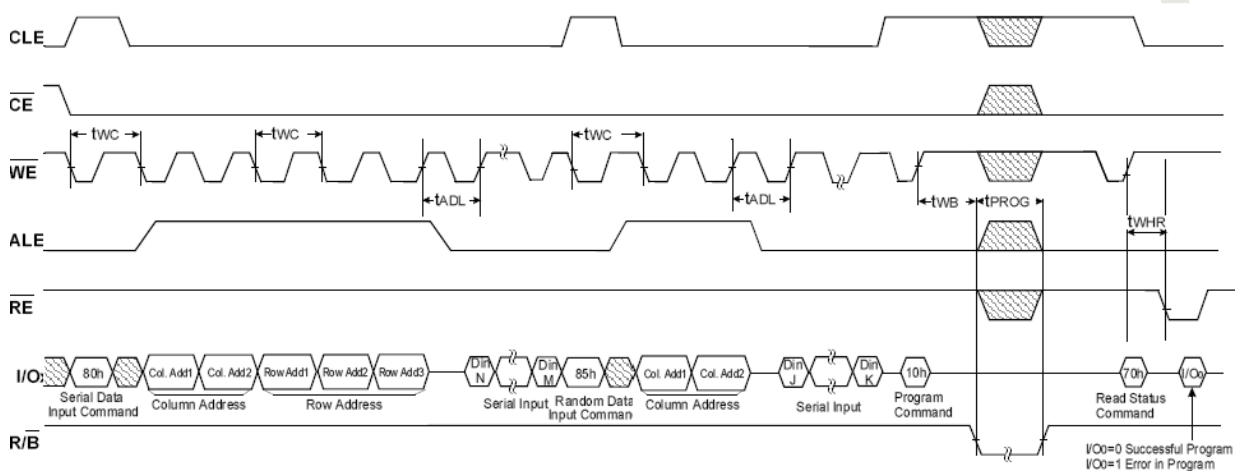 CLE
CE
tWC
tWC
tWC
WE
tADL
tADL
tWB
tPROG
tWHR
ALE
RE
I/Ox
80h
Col. Add1
Col. Add2
Row Add1
Row Add2
Row Add3
Din N
Din M
85h
Col. Add1
Col. Add2
Din J
Din K
10h
70h
I/O0
Serial Data
Input Command
Column Address
Row Address
Serial Input
Random Data
Input Command
Column Address
Serial Input
Program
Command
Read Status
Command
R/B
I/O0=0 Successful Program
I/O0=1 Error in Program